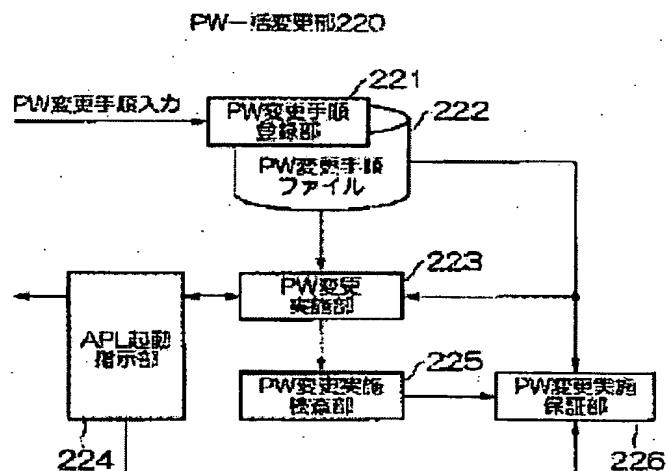 PW一括変更部220
221
PW変更手順入力
PW変更手順
登録部
222
PW変更手順
ファイル
223
PW変更
実施部
APL起動
指示部
225
PW変更実施
検査部
PW変更実施
保証部
224
226